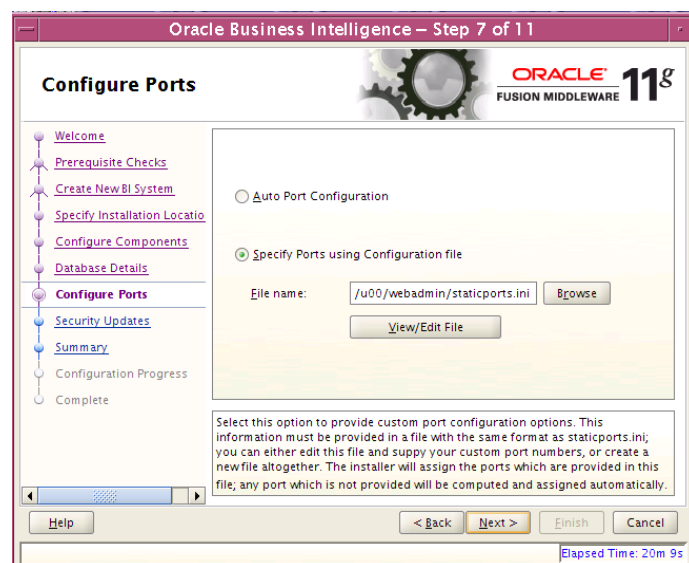 Oracle Business Intelligence – Step 7 of 11
Configure Ports
ORACLE
FUSION MIDDLEWARE
11g
Welcome
Prerequisite Checks
Create New BI System
Specify Installation Locatio
Configure Components
Database Details
Configure Ports
Security Updates
Summary
Configuration Progress
Complete
Auto Port Configuration
Specify Ports using Configuration file
File name:
/u00/webadmin/staticports.ini
Browse
View/Edit File
Select this option to provide custom port configuration options. This
information must be provided in a file with the same format as staticports.ini;
you can either edit this file and suppy your custom port numbers, or create a
new file altogether. The installer will assign the ports which are provided in this
file; any port which is not provided will be computed and assigned automatically.
Help
< Back
Next >
Finish
Cancel
Elapsed Time: 20m 9s